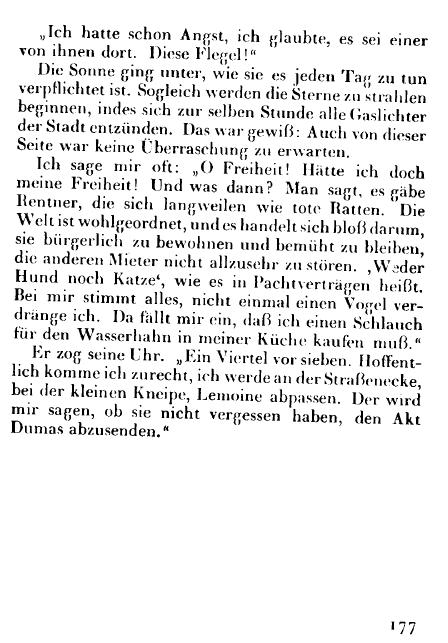 „Ich hatte schon Angst, ich glaubte, es sei einer
von ihnen dort. Diese Flegel!“
Die Sonne ging unter, wie sie es jeden Tag zu tun
verpflichtet ist. Sogleich werden die Sterne zu strahlen
beginnen, indes sich zur selben Stunde alle Gaslichter
der Stadt entzünden. Das war gewiß: Auch von dieser
Seite war keine Überraschung zu erwarten.
Ich sage mir oft: „O Freiheit! Hätte ich doch
meine Freiheit! Und was dann? Man sagt, es gäbe
Rentner, die sich langweilen wie tote Ratten. Die
Welt ist wohlgeordnet, und es handelt sich bloß darum,
sie bürgerlich zu bewohnen und bemüht zu bleiben,
die anderen Mieter nicht allzusehr zu stören. ‚Weder
Hund noch Katze‘, wie es in Pachtverträgen heißt.
Bei mir stimmt alles, nicht einmal einen Vogel ver-
dränge ich. Da fällt mir ein, daß ich einen Schlauch
für den Wasserhahn in meiner Küche kaufen muß.“
Er zog seine Uhr. „Ein Viertel vor sieben. Hoffent-
lich komme ich zurecht, ich werde an der Straßenecke,
bei der kleinen Kneipe, Lemoine abpassen. Der wird
mir sagen, ob sie nicht vergessen haben, den Akt
Dumas abzusenden.“
177